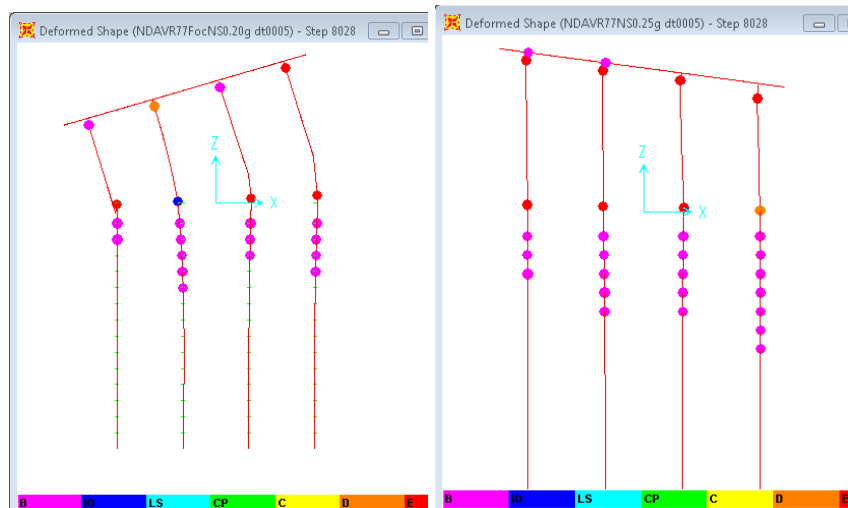 Deformed Shape (NDAVR77FocNS0.20g dt0005) - Step 8028
Z
X
B IO LS CP C D E
Deformed Shape (NDAVR77NS0.25g dt0005) - Step 8028
Z
X
B IO LS CP C D E